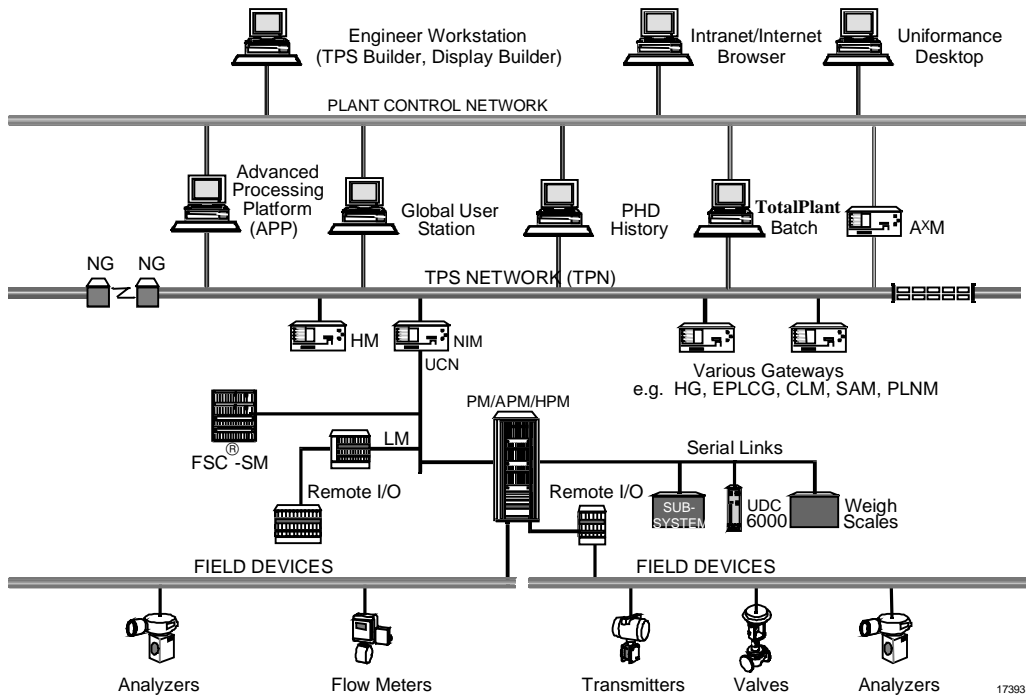 Engineer Workstation
(TPS Builder, Display Builder)
Intranet/Internet
Browser
Uniformance
Desktop
PLANT CONTROL NETWORK
Advanced
Processing
Platform
(APP)
Global User
Station
PHD
History
TotalPlant
Batch
AXM
NG
NG
TPS NETWORK (TPN)
HM
NIM
UCN
Various Gateways
e.g. HG, EPLCG, CLM, SAM, PLNM
PM/APM/HPM
FSC®-SM
LM
Remote I/O
Remote I/O
Serial Links
SUB-
SYSTEM
UDC
6000
Weigh
Scales
FIELD DEVICES
FIELD DEVICES
Analyzers
Flow Meters
Transmitters
Valves
Analyzers
17393